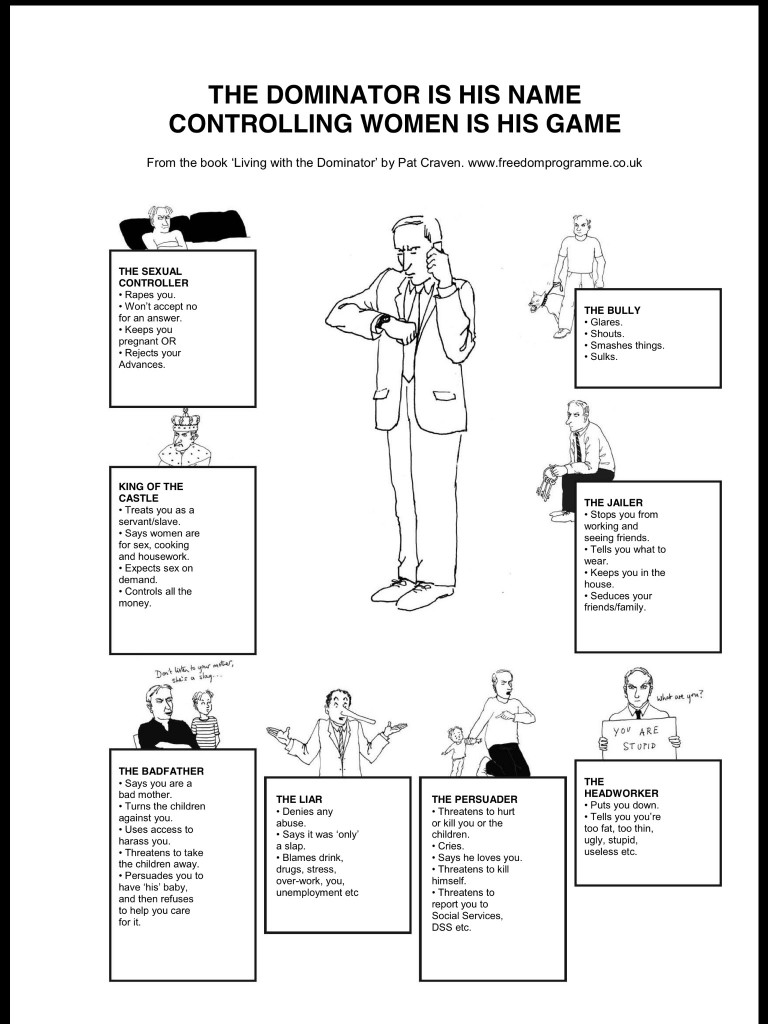 THE DOMINATOR IS HIS NAME
CONTROLLING WOMEN IS HIS GAME
From the book ‘Living with the Dominator’ by Pat Craven. www.freedomprogramme.co.uk
THE SEXUAL
CONTROLLER
• Rapes you.
• Won’t accept no
for an answer.
• Keeps you
pregnant OR
• Rejects your
Advances.
THE BULLY
• Glares.
• Shouts.
• Smashes things.
• Sulks.
KING OF THE
CASTLE
• Treats you as a
servant/slave.
• Says women are
for sex, cooking
and housework.
• Expects sex on
demand.
• Controls all the
money.
THE JAILER
• Stops you from
working and
seeing friends.
• Tells you what to
wear.
• Keeps you in the
house.
• Seduces your
friends/family.
Don't listen to your mother,
she's a slag...
THE BADFATHER
• Says you are a
bad mother.
• Turns the children
against you.
• Uses access to
harass you.
• Threatens to take
the children away.
• Persuades you to
have ‘his’ baby,
and then refuses
to help you care
for it.
THE LIAR
• Denies any
abuse.
• Says it was ‘only’
a slap.
• Blames drink,
drugs, stress,
over-work, you,
unemployment etc
THE PERSUADER
• Threatens to hurt
or kill you or the
children.
• Cries.
• Says he loves you.
• Threatens to kill
himself.
• Threatens to
report you to
Social Services,
DSS etc.
What are you?
YOU ARE
STUPID
THE
HEADWORKER
• Puts you down.
• Tells you you’re
too fat, too thin,
ugly, stupid,
useless etc.